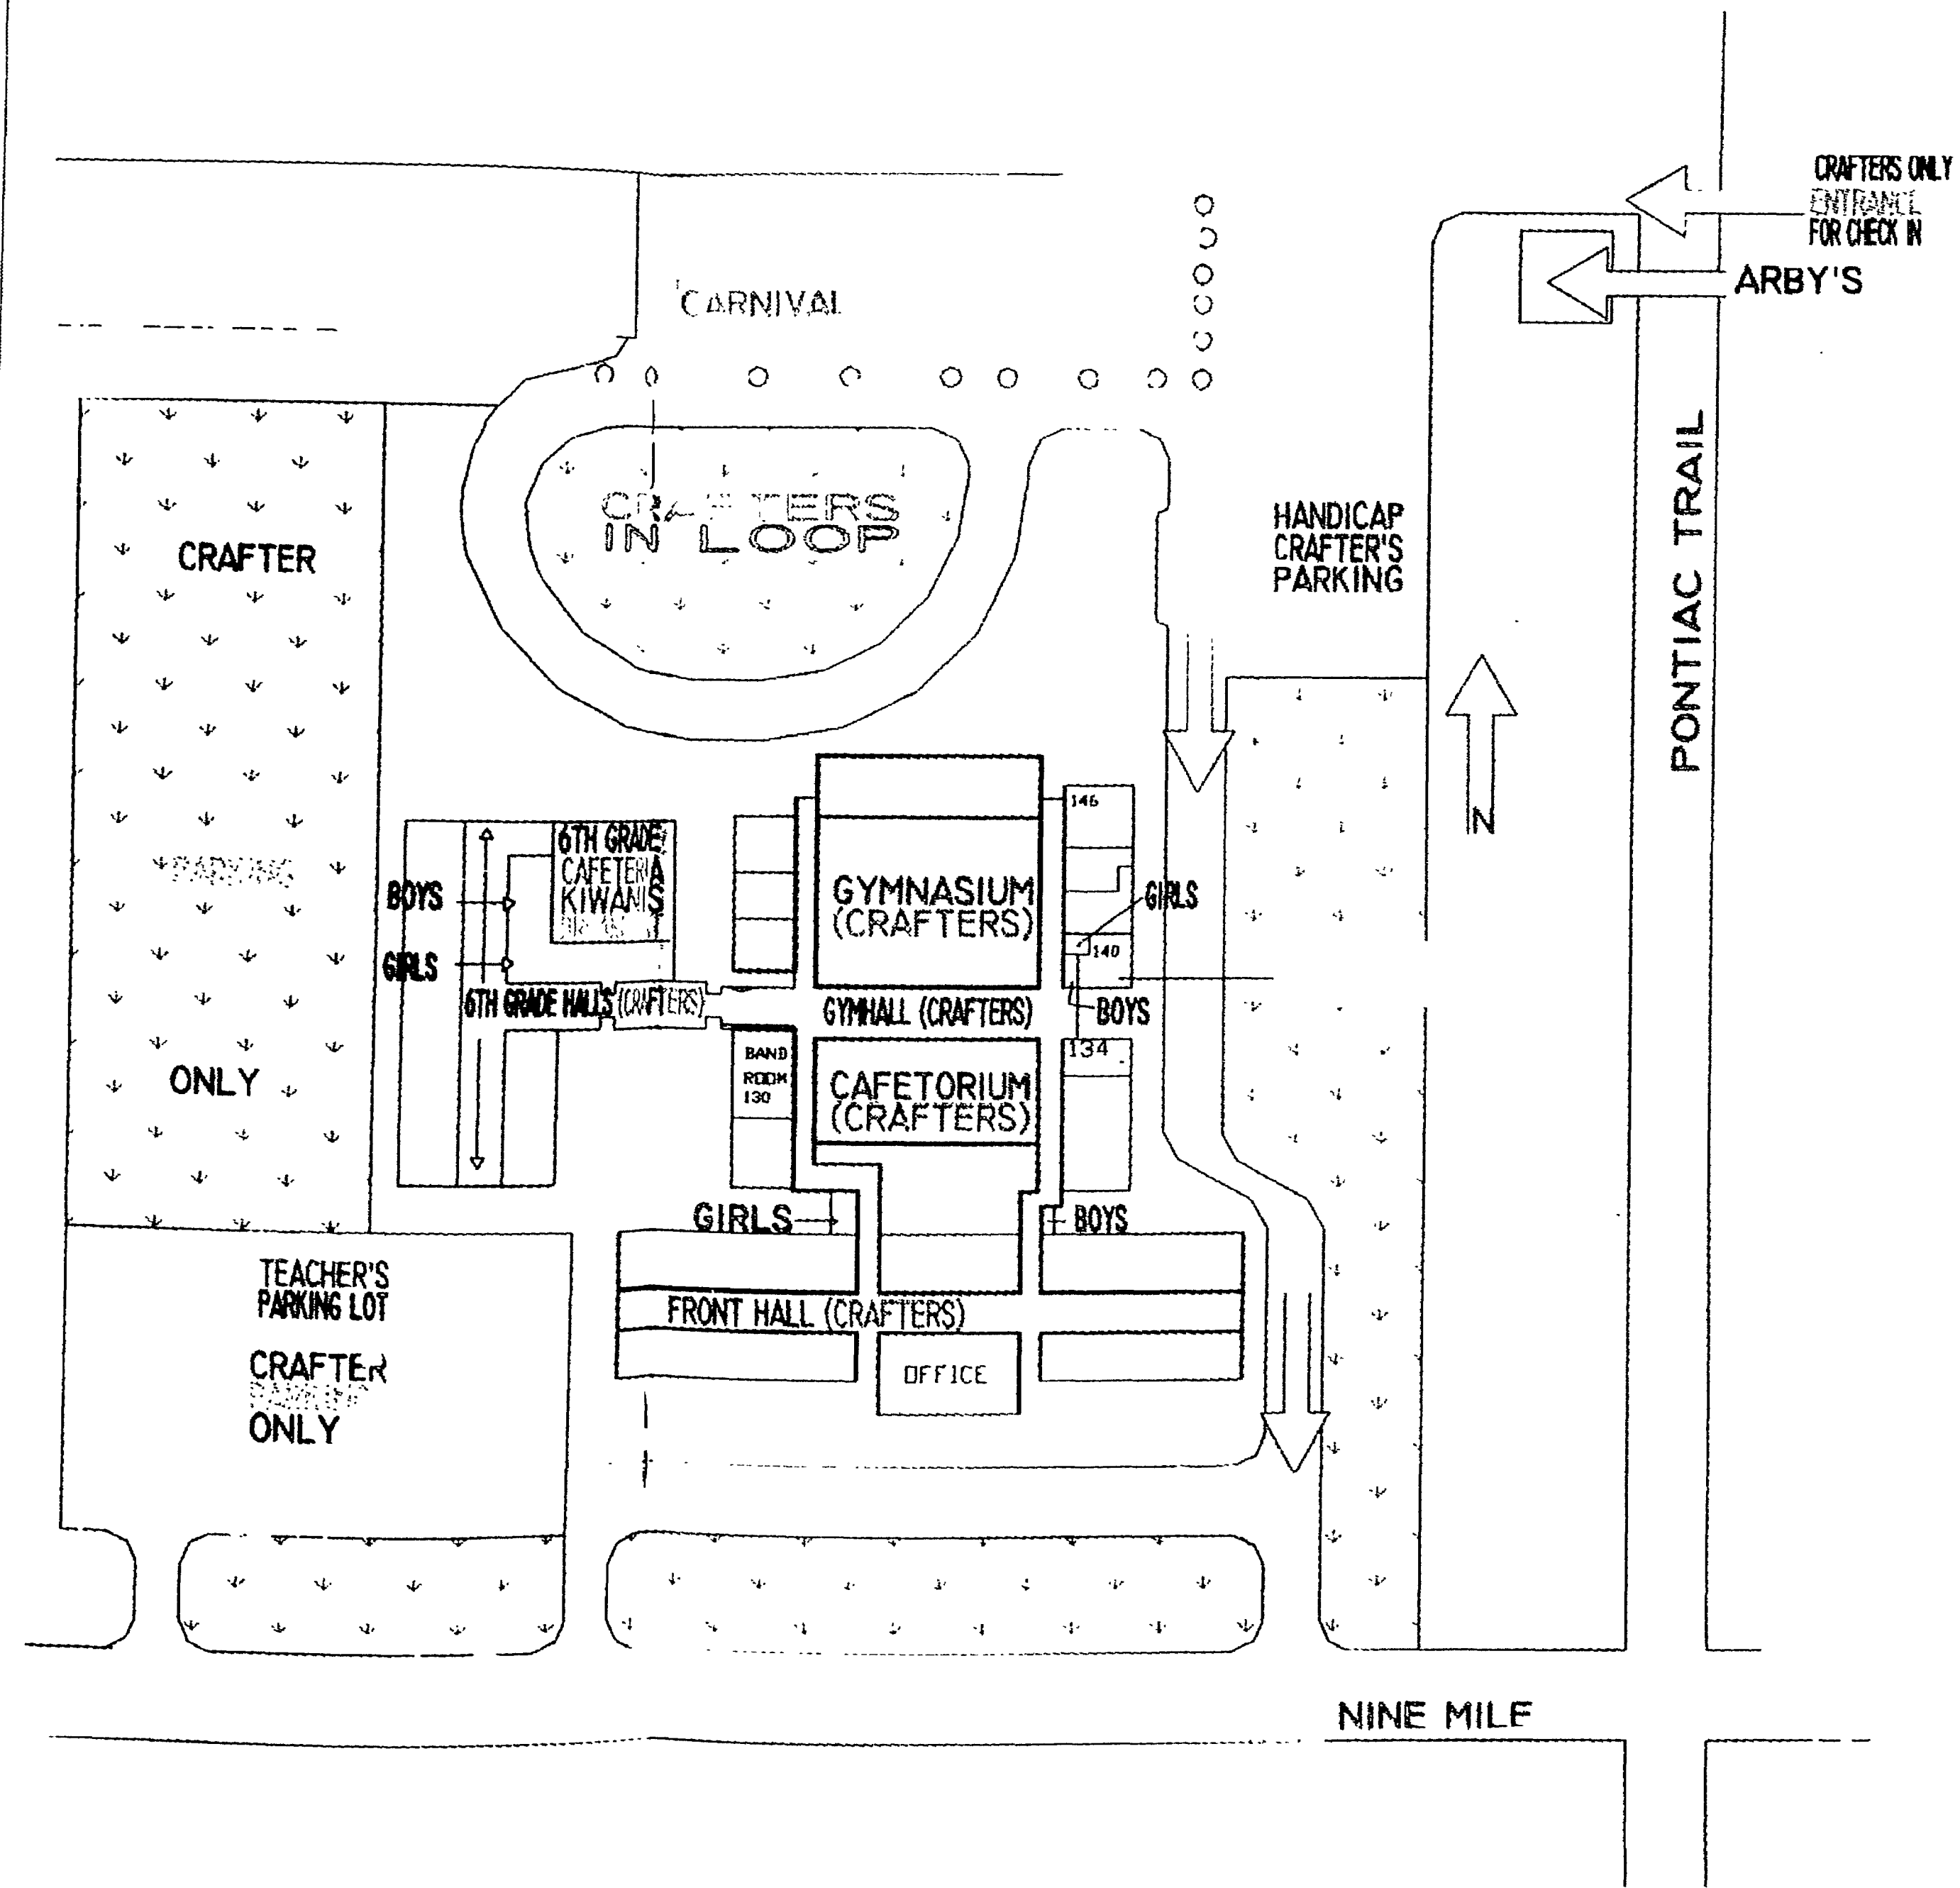 CRAFTERS ONLY
ENTRANCE
FOR CHECK IN
ARBY'S
CARNIVAL
PONTIAC TRAIL
CRAFTERS
IN LOOP
HANDICAP
CRAFTER'S
PARKING
CRAFTER
PARKING
ONLY
N
146
6TH GRADE
CAFETERIA
KIWANIS
BOYS
GIRLS
GYMNASIUM
(CRAFTERS)
GIRLS
140
6TH GRADE HALLS (CRAFTERS)
GYMHALL (CRAFTERS)
BOYS
134
BAND
ROOM
130
CAFETORIUM
(CRAFTERS)
GIRLS
BOYS
TEACHER'S
PARKING LOT
CRAFTER
PARKING
ONLY
FRONT HALL (CRAFTERS)
OFFICE
NINE MILE